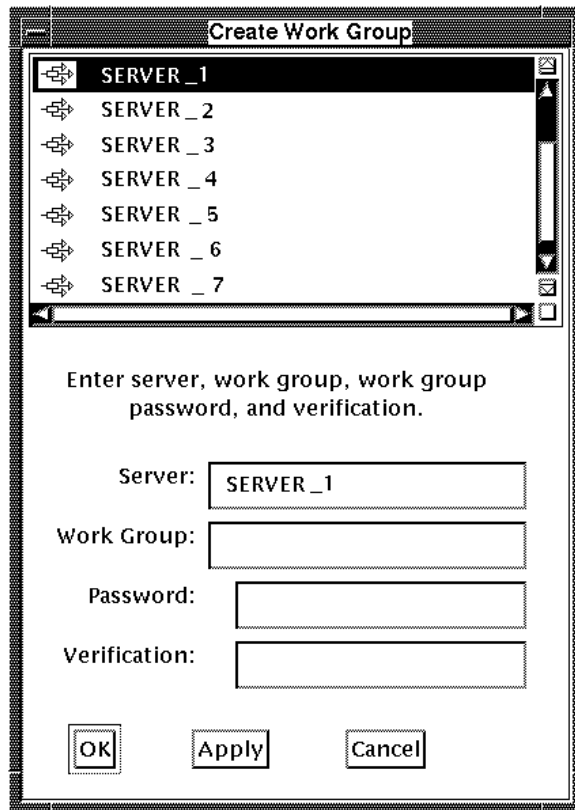 Create Work Group
SERVER _1
SERVER _ 2
SERVER _ 3
SERVER _ 4
SERVER _ 5
SERVER _ 6
SERVER _ 7
Enter server, work group, work group
password, and verification.
Server: SERVER _1
Work Group:
Password:
Verification:
OK Apply Cancel